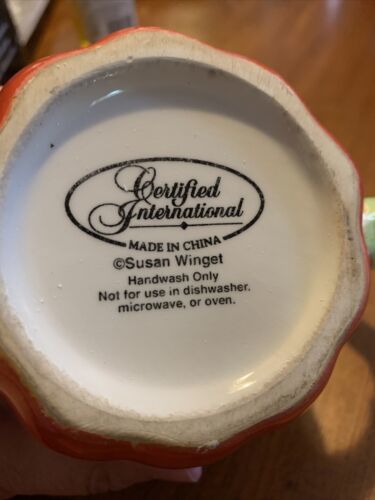 Certified
International
MADE IN CHINA
©Susan Winget
Handwash Only
Not for use in dishwasher,
microwave, or oven.